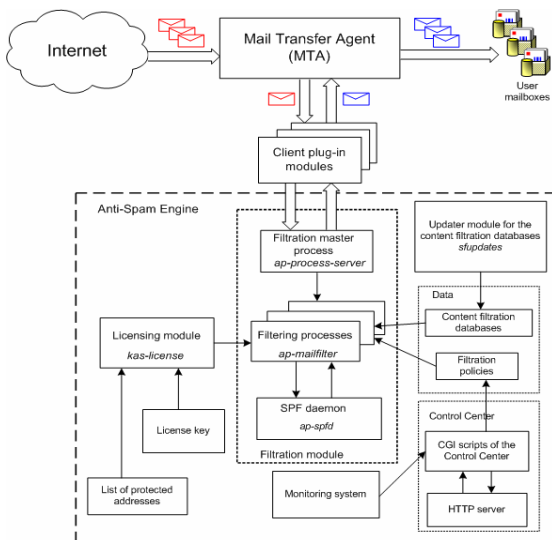 Internet
Mail Transfer Agent
(MTA)
User
mailboxes
Client plug-in
modules
Anti-Spam Engine
Filtration master
process
ap-process-server
Updater module for the
content filtration databases
sfupdates
Data
Content filtration
databases
Licensing module
kas-license
Filtering processes
ap-mailfilter
Filtration
policies
SPF daemon
ap-spfd
License key
Control Center
CGI scripts of the
Control Center
Filtration module
List of protected
addresses
Monitoring system
HTTP server